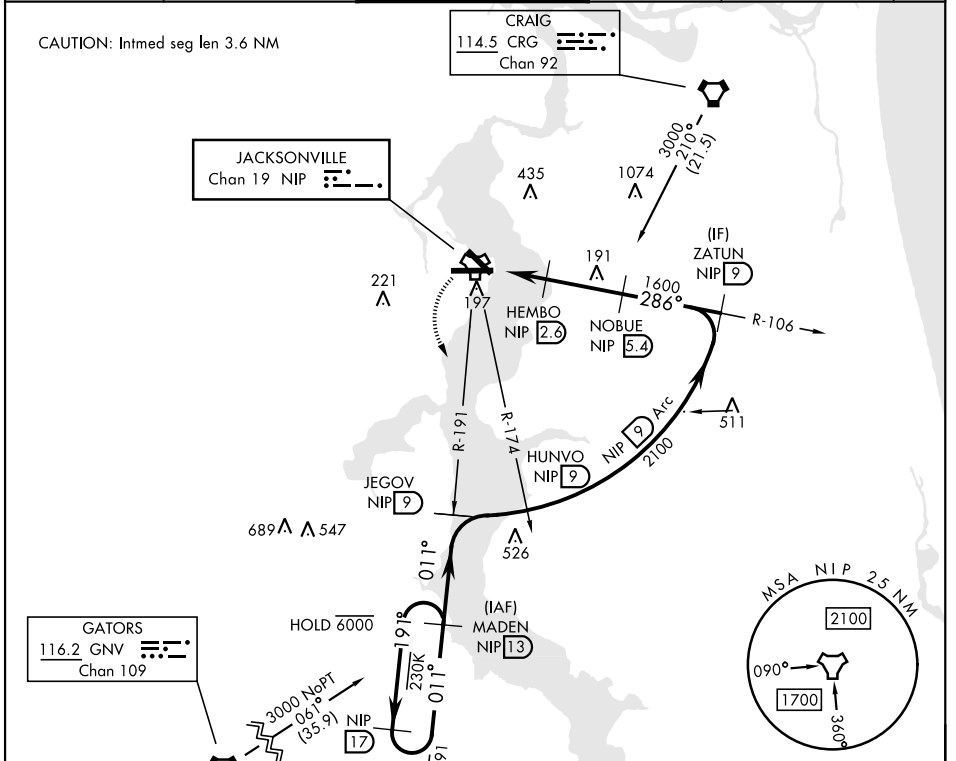 CAUTION: Intmed seg len 3.6 NM
CRAIG
114.5 CRG
Chan 92
JACKSONVILLE
Chan 19 NIP
3000
210°
(21.5)
435
1074
191
221
197
(IF)
ZATUN
NIP 9
1600
286°
R-106
HEMBO
NIP 2.6
NOBUE
NIP 5.4
R-191
R-174
NIP 9 Arc
2100
511
HUNVO
NIP 9
JEGOV
NIP 9
689
547
526
011°
HOLD 6000
191°
230K
011°
(IAF)
MADEN
NIP 13
GATORS
116.2 GNV
Chan 109
3000 NoPT
061°
(35.9)
NIP
17
91
MSA NIP 25 NM
2100
090°
1700
360°